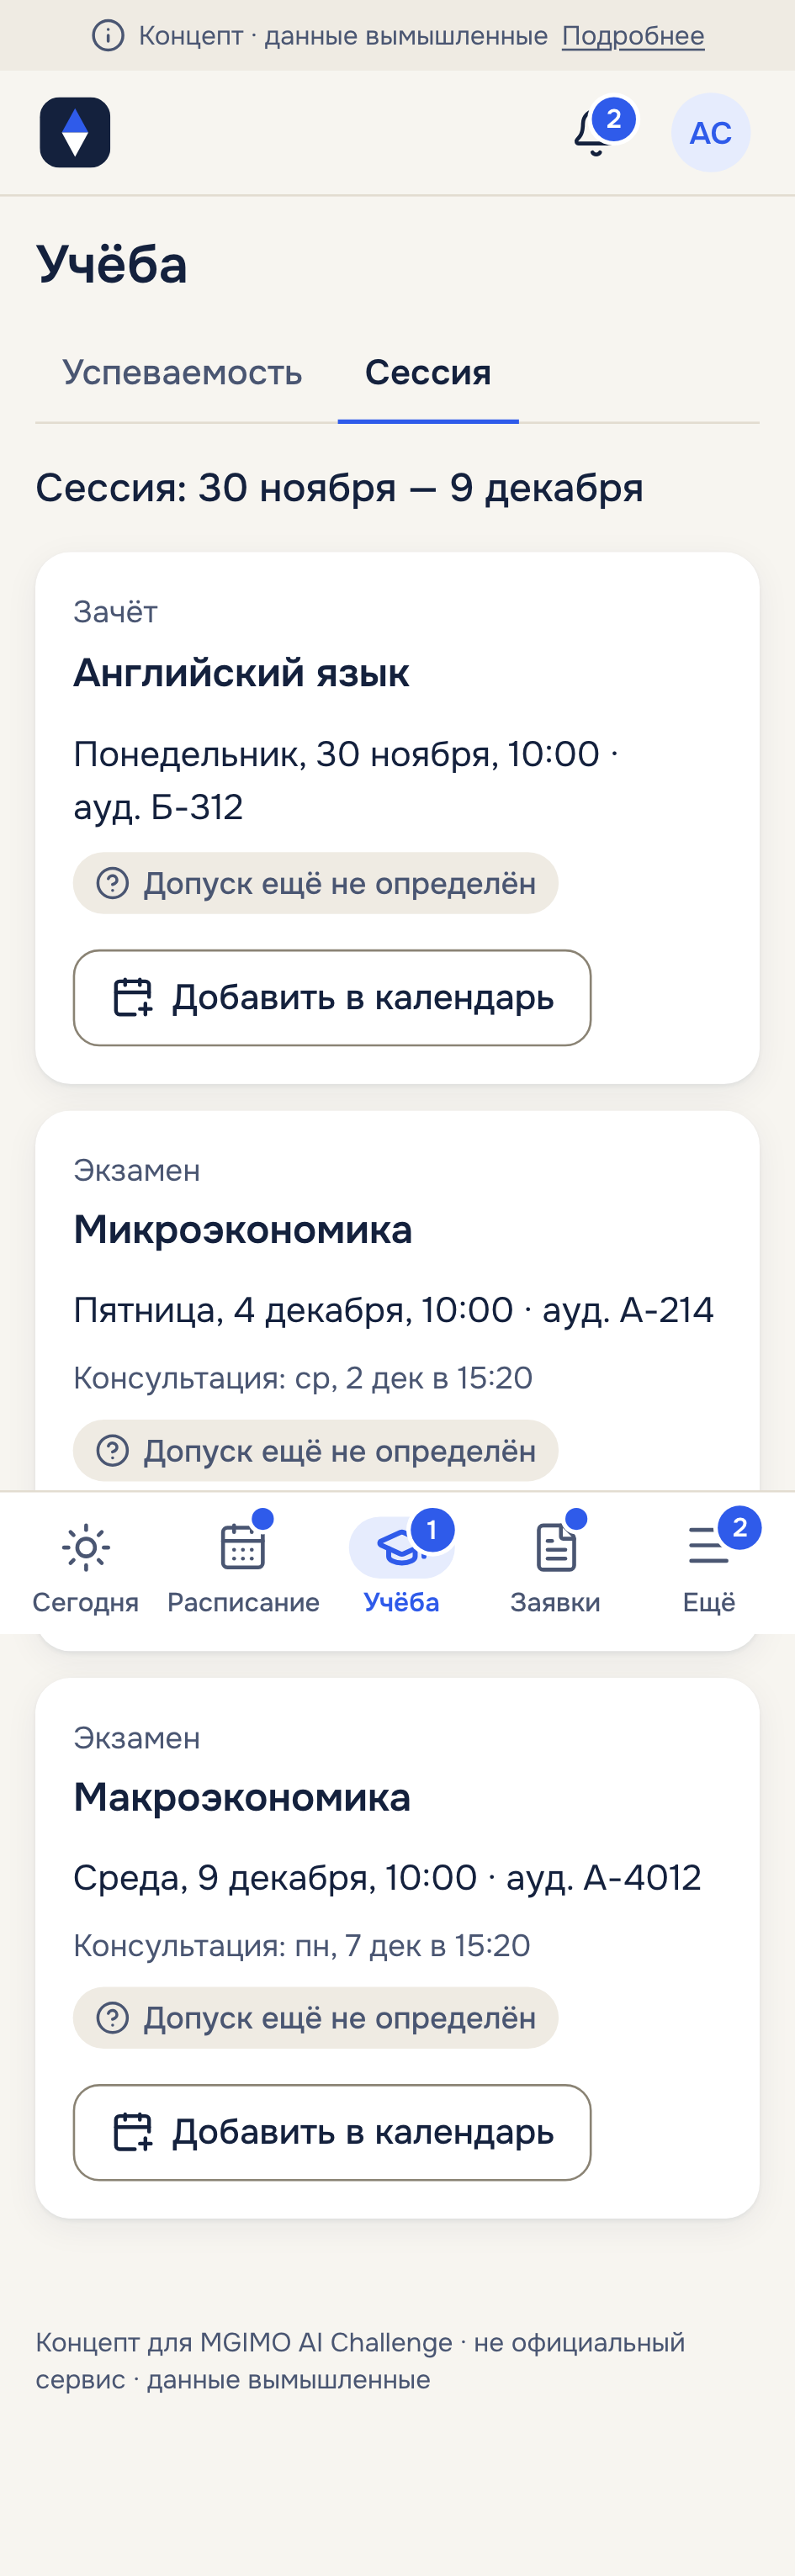 Концепт · данные вымышленные Подробнее
2
АС
Учёба
Успеваемость Сессия
Сессия: 30 ноября — 9 декабря
Зачёт
Английский язык
Понедельник, 30 ноября, 10:00 ·
ауд. Б-312
Допуск ещё не определён
Добавить в календарь
Экзамен
Микроэкономика
Пятница, 4 декабря, 10:00 · ауд. А-214
Консультация: ср, 2 дек в 15:20
Допуск ещё не определён
1 2
Сегодня Расписание Учёба Заявки Ещё
Экзамен
Макроэкономика
Среда, 9 декабря, 10:00 · ауд. А-4012
Консультация: пн, 7 дек в 15:20
Допуск ещё не определён
Добавить в календарь
Концепт для MGIMO AI Challenge · не официальный
сервис · данные вымышленные